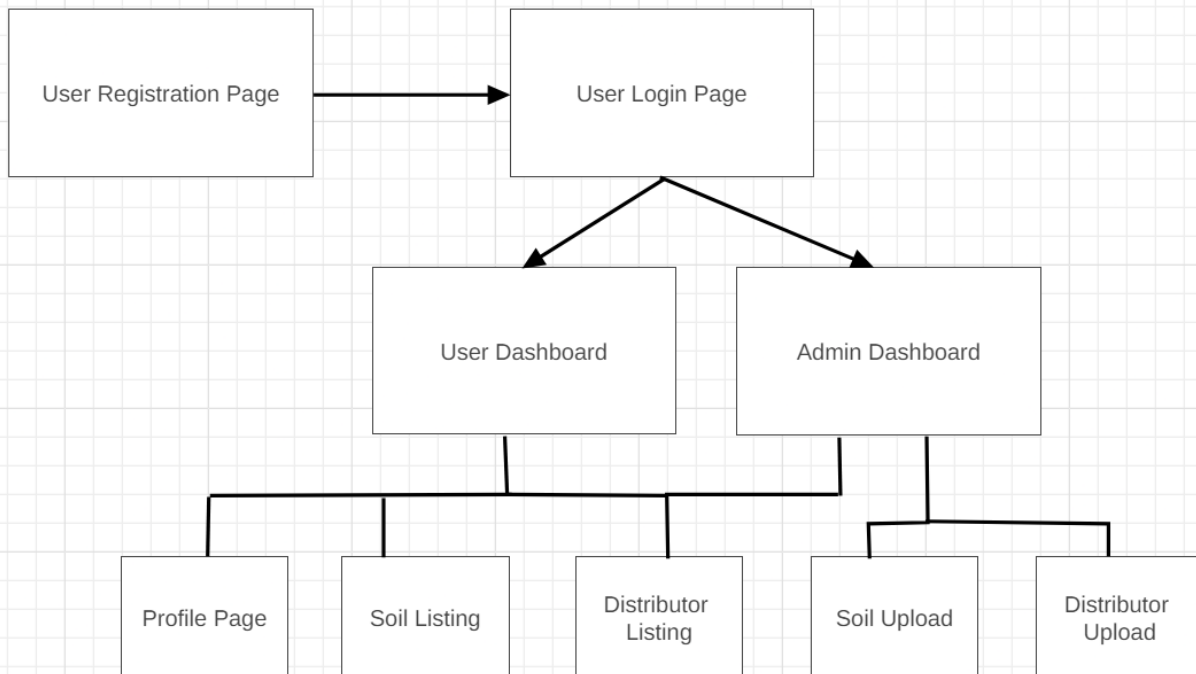 User Registration Page
User Login Page
User Dashboard
Admin Dashboard
Profile Page
Soil Listing
Distributor
Listing
Soil Upload
Distributor
Upload